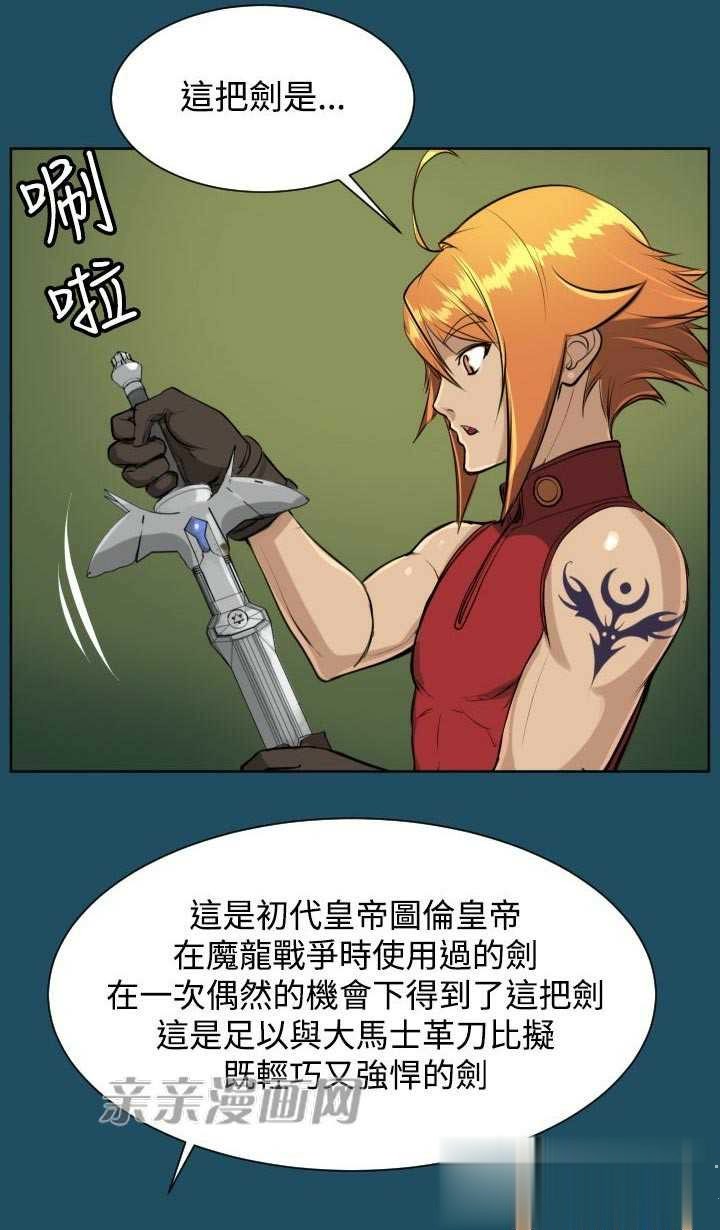 這把劍是...
唰
啦
這是初代皇帝圖倫皇帝
在魔龍戰爭時使用過的劍
在一次偶然的機會下得到了這把劍
這是足以與大馬士革刀比擬
既輕巧又強悍的劍
亲亲漫画网